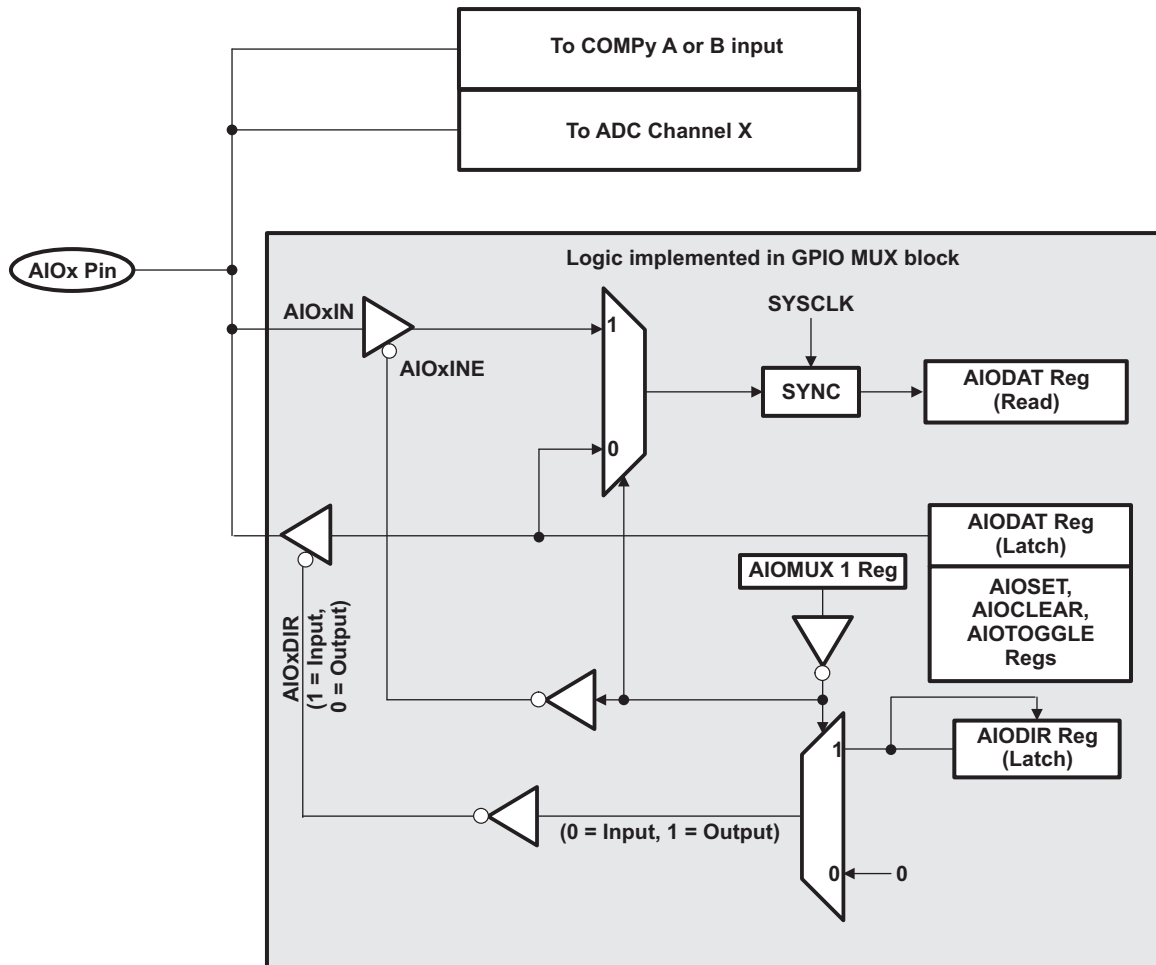 To COMPy A or B input
To ADC Channel X
AIOx Pin
Logic implemented in GPIO MUX block
AIOxIN
AIOxINE
1
0
SYSCLK
SYNC
AIODAT Reg
(Read)
AIODAT Reg
(Latch)
AIOSET,
AIOCLEAR,
AIOTOGGLE
Regs
AIOMUX 1 Reg
AIOxDIR
(1 = Input,
0 = Output)
1
0
AIODIR Reg
(Latch)
(0 = Input, 1 = Output)
0